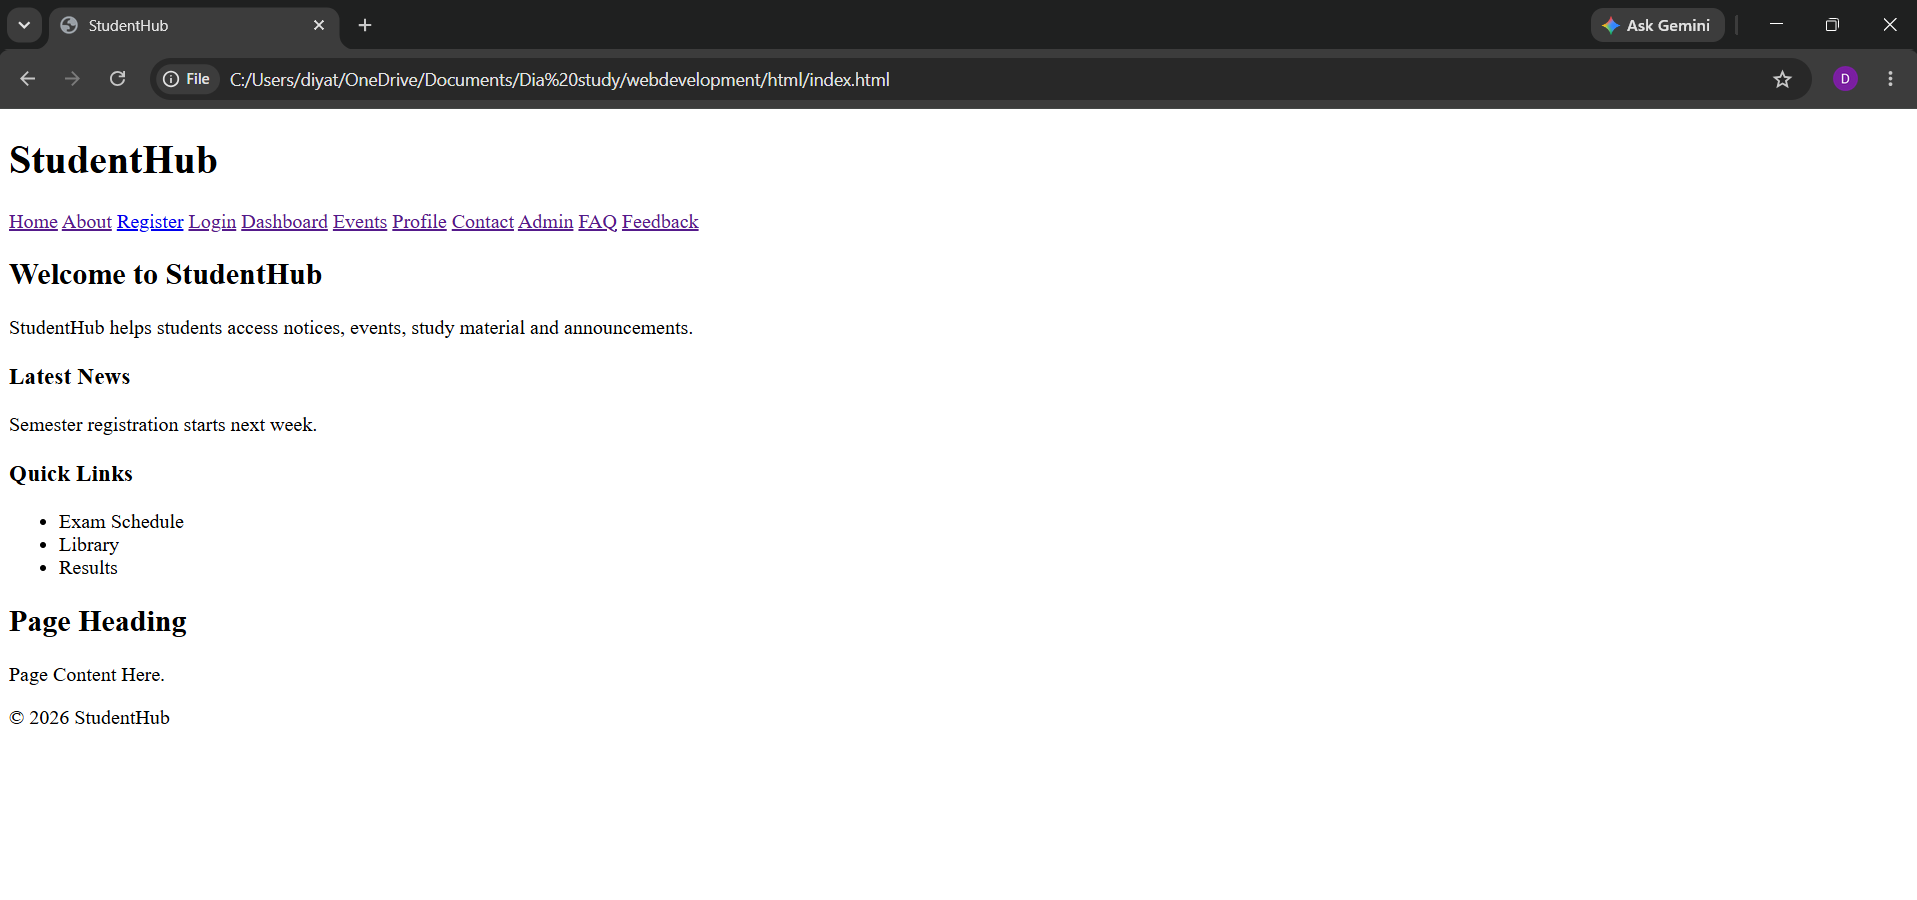 StudentHub
Ask Gemini
File
C:/Users/diyat/OneDrive/Documents/Dia%20study/webdevelopment/html/index.html
D
StudentHub
Home About Register Login Dashboard Events Profile Contact Admin FAQ Feedback
Welcome to StudentHub
StudentHub helps students access notices, events, study material and announcements.
Latest News
Semester registration starts next week.
Quick Links
• Exam Schedule
• Library
• Results
Page Heading
Page Content Here.
© 2026 StudentHub